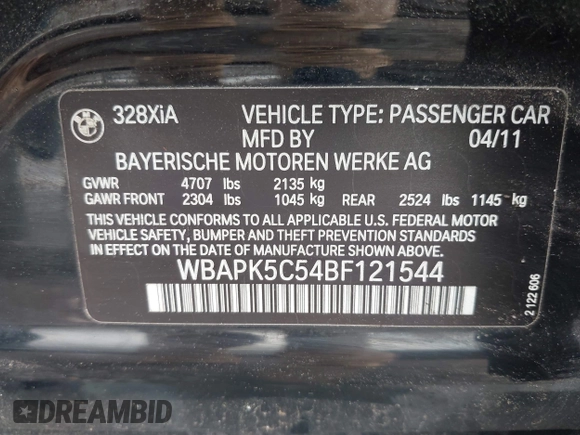 328XiA VEHICLE TYPE: PASSENGER CAR
MFD BY 04/11
BAYERISCHE MOTOREN WERKE AG
GVWR 4707 lbs 2135 kg
GAWR FRONT 2304 lbs 1045 kg REAR 2524 lbs 1145 kg
THIS VEHICLE CONFORMS TO ALL APPLICABLE U.S. FEDERAL MOTOR
VEHICLE SAFETY, BUMPER AND THEFT PREVENTION STANDARDS
IN EFFECT ON THE DATE OF MANUFACTURE SHOWN ABOVE.
WBAPK5C54BF121544
2 122 606
DREAMBID